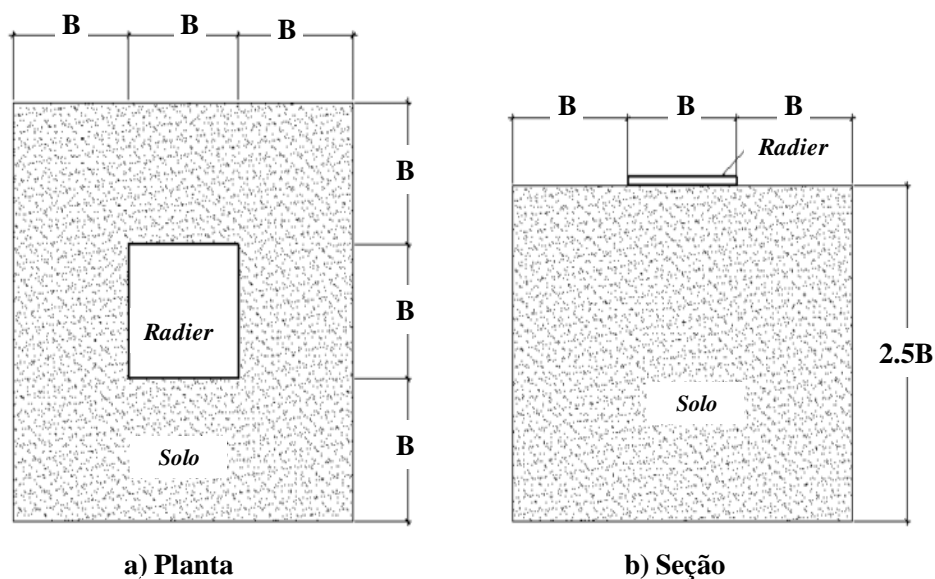 B B B
B
B
B
Radier
Solo
a) Planta
B B B
Radier
2.5B
Solo
b) Seção